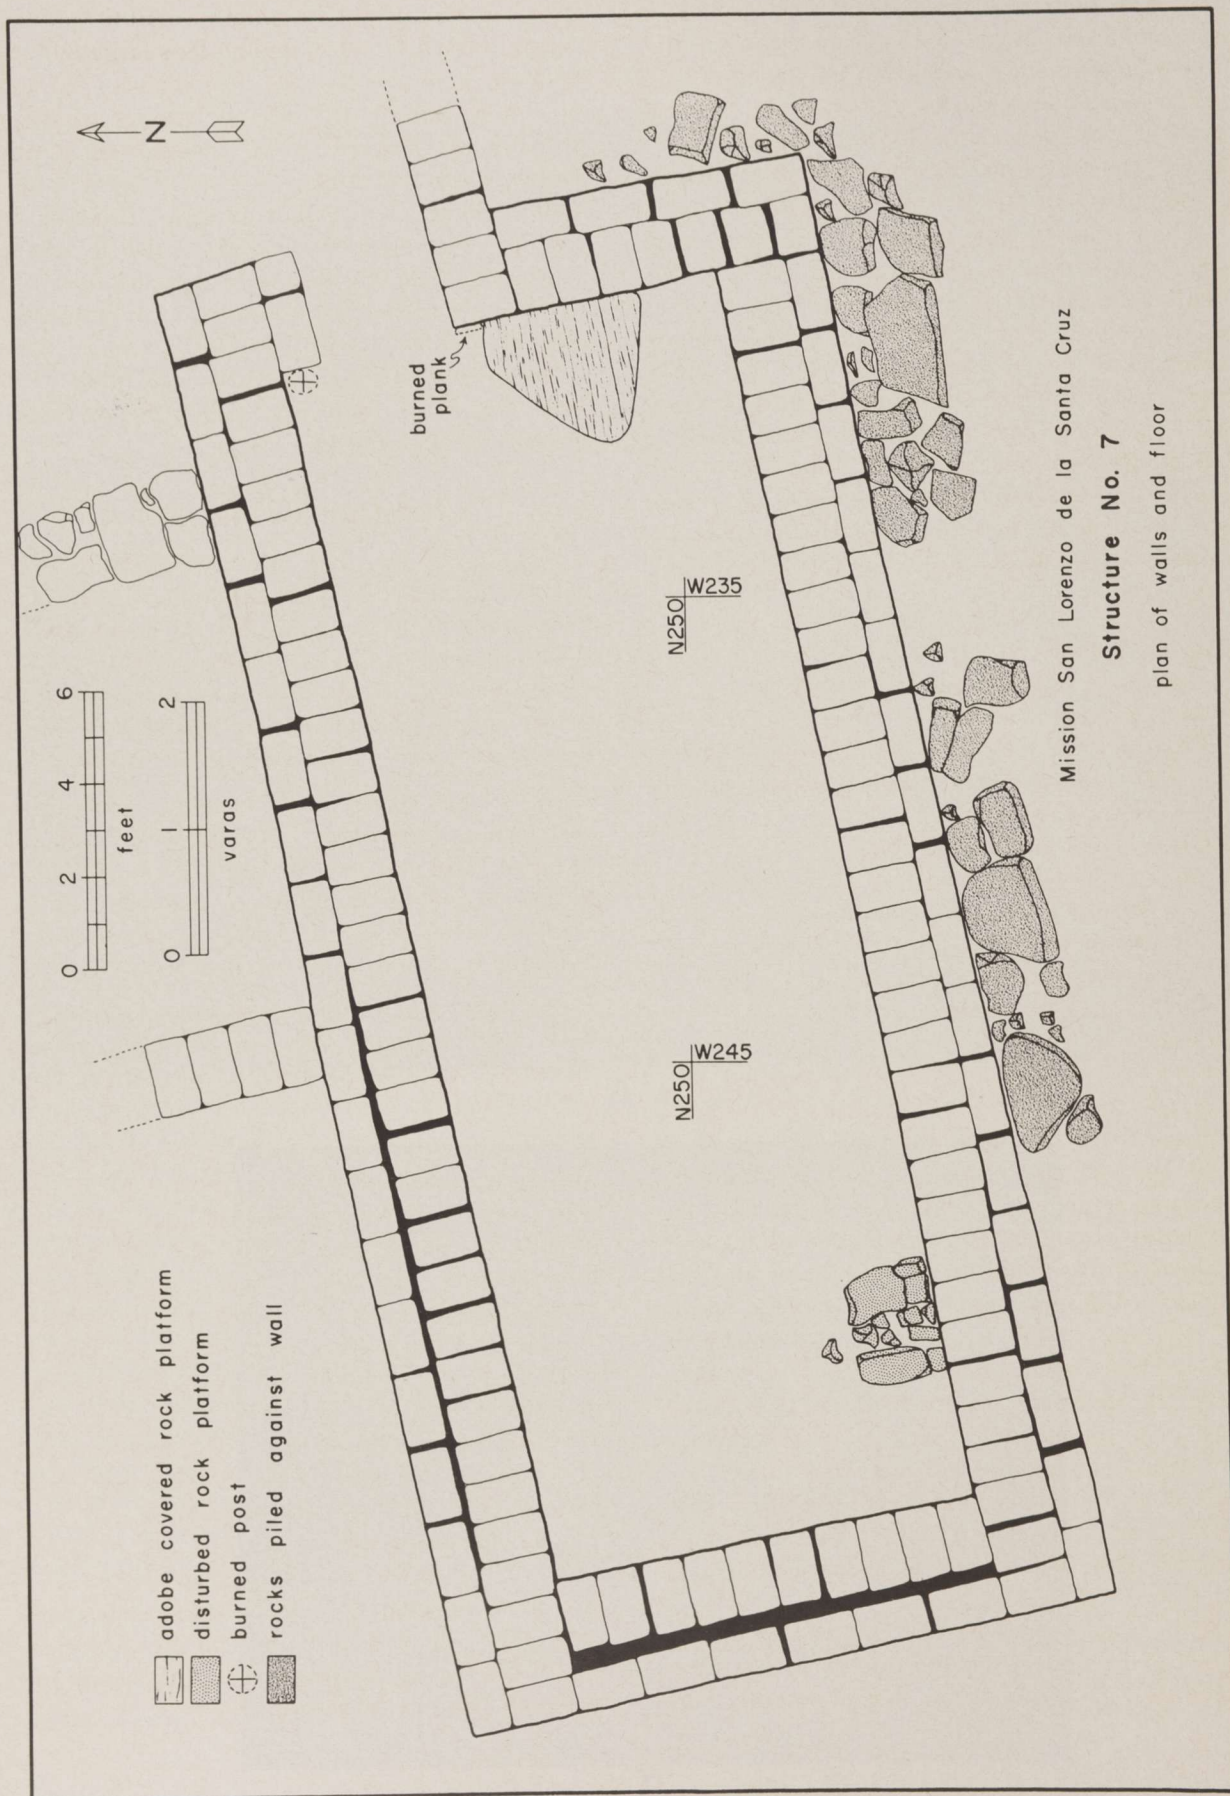 adobe covered rock platform
disturbed rock platform
burned post
rocks piled against wall
0 2 4 6
feet
0 1 2
varas
N
burned
plank
N250
W245
N250
W235
Mission San Lorenzo de la Santa Cruz
Structure No. 7
plan of walls and floor